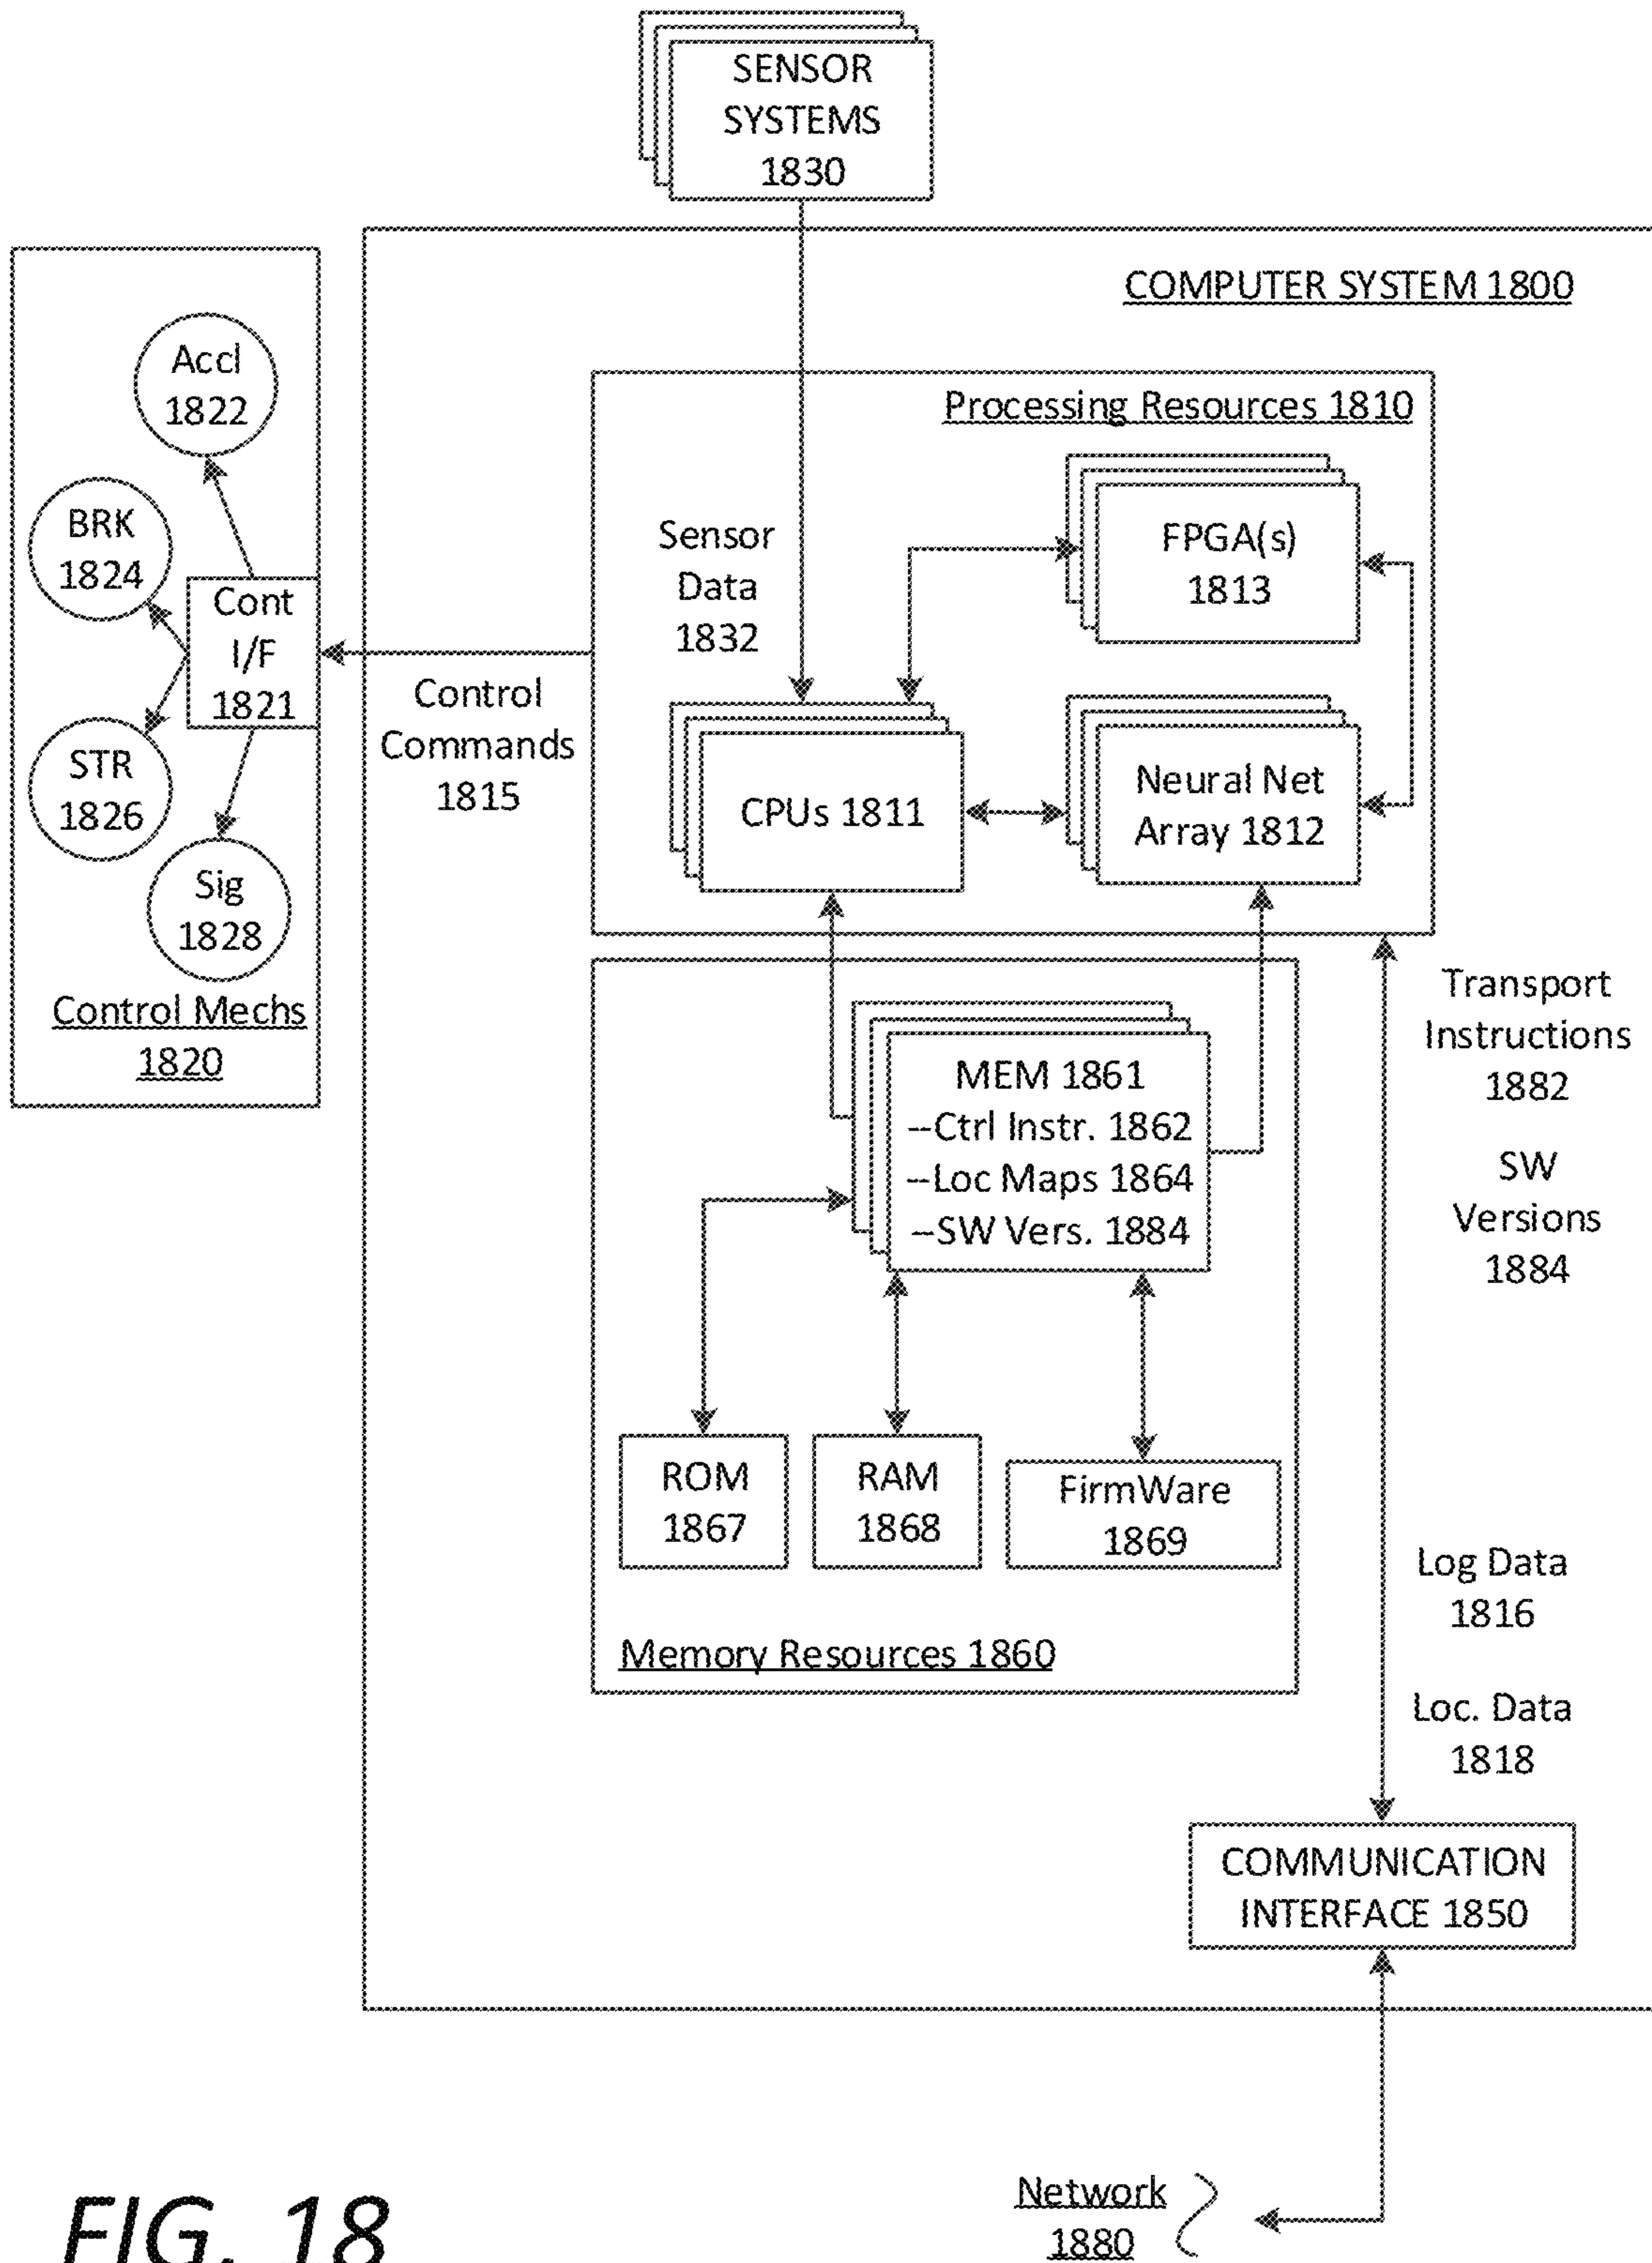 SENSOR
SYSTEMS
1830
COMPUTER SYSTEM 1800
Accl
1822
BRK
1824
Cont
I/F
1821
STR
1826
Sig
1828
Control Mechs
1820
Control
Commands
1815
Processing Resources 1810
Sensor
Data
1832
FPGA(s)
1813
CPUs 1811
Neural Net
Array 1812
MEM 1861
--Ctrl Instr. 1862
--Loc Maps 1864
--SW Vers. 1884
ROM
1867
RAM
1868
FirmWare
1869
Memory Resources 1860
Transport
Instructions
1882
SW
Versions
1884
Log Data
1816
Loc. Data
1818
COMMUNICATION
INTERFACE 1850
Network
1880
FIG. 18